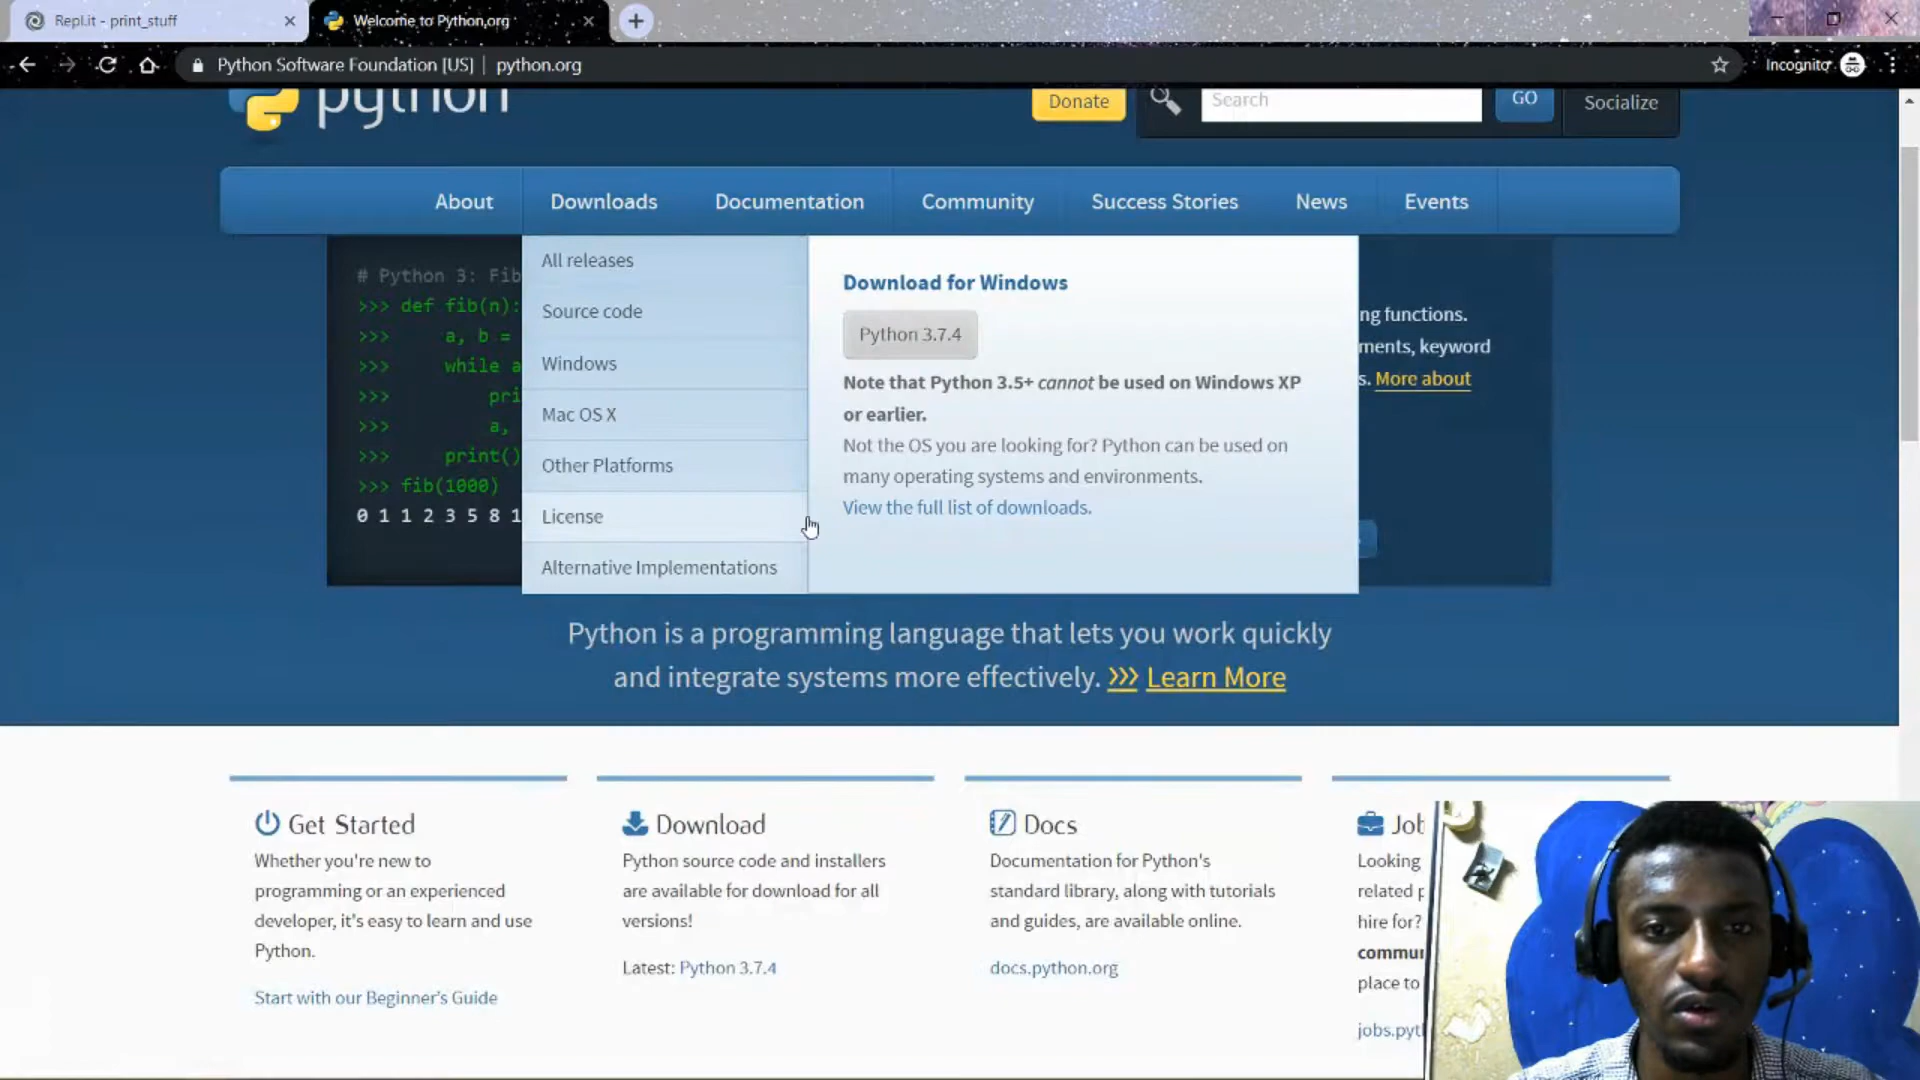 Repl.it - print_stuff
Welcome to Python.org
Python Software Foundation [US] | python.org
Incognito
python
Donate
Search
GO
Socialize
About
Downloads
Documentation
Community
Success Stories
News
Events
# Python 3: Fib
>>> def fib(n):
>>> a, b =
>>> while a
>>> pri
>>> a,
>>> print()
>>> fib(1000)
0 1 1 2 3 5 8 1
All releases
Source code
Windows
Mac OS X
Other Platforms
License
Alternative Implementations
Download for Windows
Python 3.7.4
Note that Python 3.5+ cannot be used on Windows XP
or earlier.
Not the OS you are looking for? Python can be used on
many operating systems and environments.
View the full list of downloads.
ng functions.
ments, keyword
s. More about
Python is a programming language that lets you work quickly
and integrate systems more effectively. >>> Learn More
Get Started
Whether you're new to
programming or an experienced
developer, it's easy to learn and use
Python.
Start with our Beginner's Guide
Download
Python source code and installers
are available for download for all
versions!
Latest: Python 3.7.4
Docs
Documentation for Python's
standard library, along with tutorials
and guides, are available online.
docs.python.org
Job
Looking
related p
hire for?
commun
place to
jobs.pyt